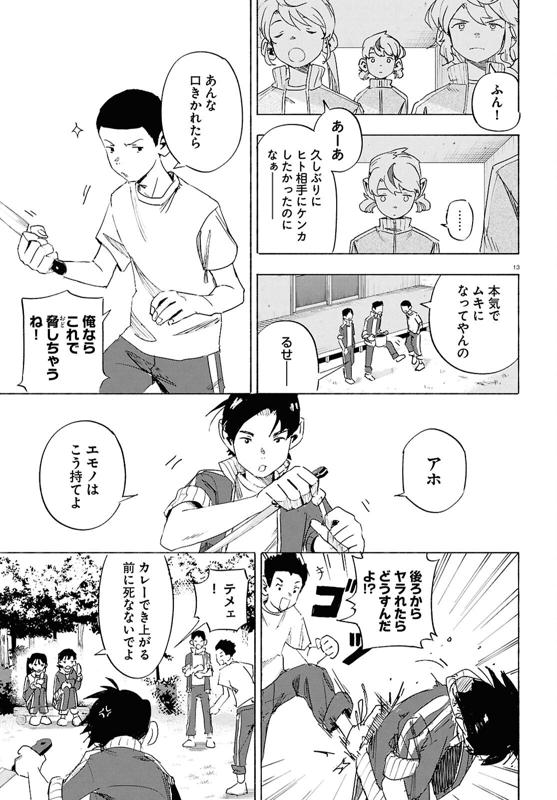 ふん！
あーあ
久しぶりに
ヒト相手にケンカ
したかったのに
なぁ
……
13
本気で
ムキに
なってやんの
るせ――
あんな
口きかれたら
俺なら
これで
脅しちゃう
ね！
おど
アホ
エモノは
こう持てよ
後ろから
ヤラれたら
どうすんだ
よ!?
ゴスッ
テメェ
！
カレーでき上がる
前に死なないでよ